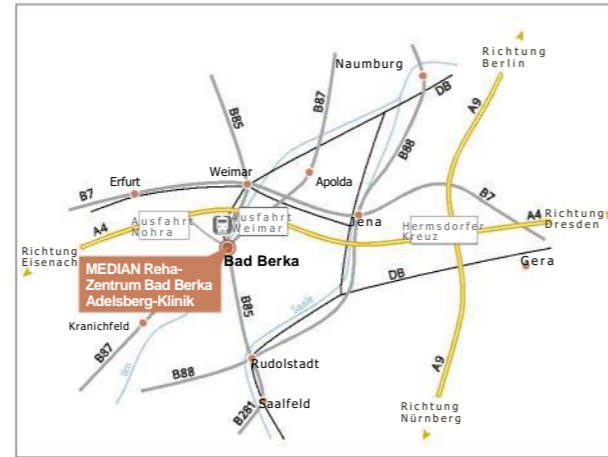 Richtung
Berlin
Naumburg
DB
A9
B87
B85
B88
Weimar
Apolda
Erfurt
B7
B7
Ausfahrt
Nohra
Ausfahrt
Weimar
Jena
Hermsdorfer
Kreuz
A4
Richtung
Dresden
A4
Richtung
Eisenach
Bad Berka
Gera
MEDIAN Reha-
Zentrum Bad Berka
Adelsberg-Klinik
DB
Saale
B85
Kranichfeld
Ilm
B87
B88
Rudolstadt
A9
Saalfeld
B281
Richtung
Nürnberg